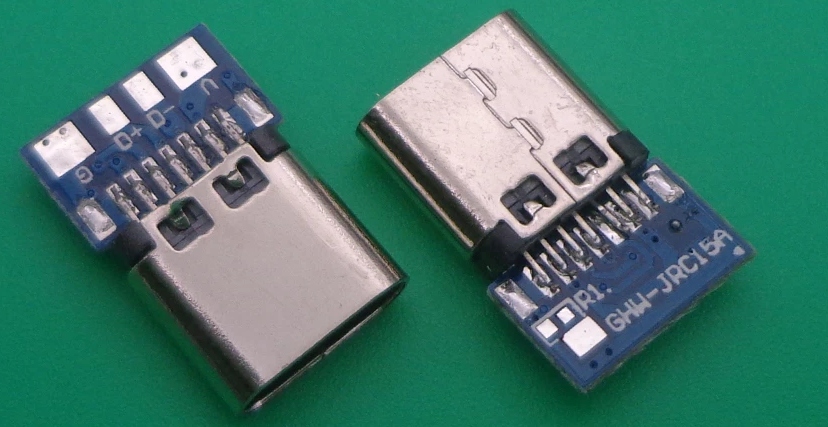 G D+ D- V
R1
GHW-JRC15A